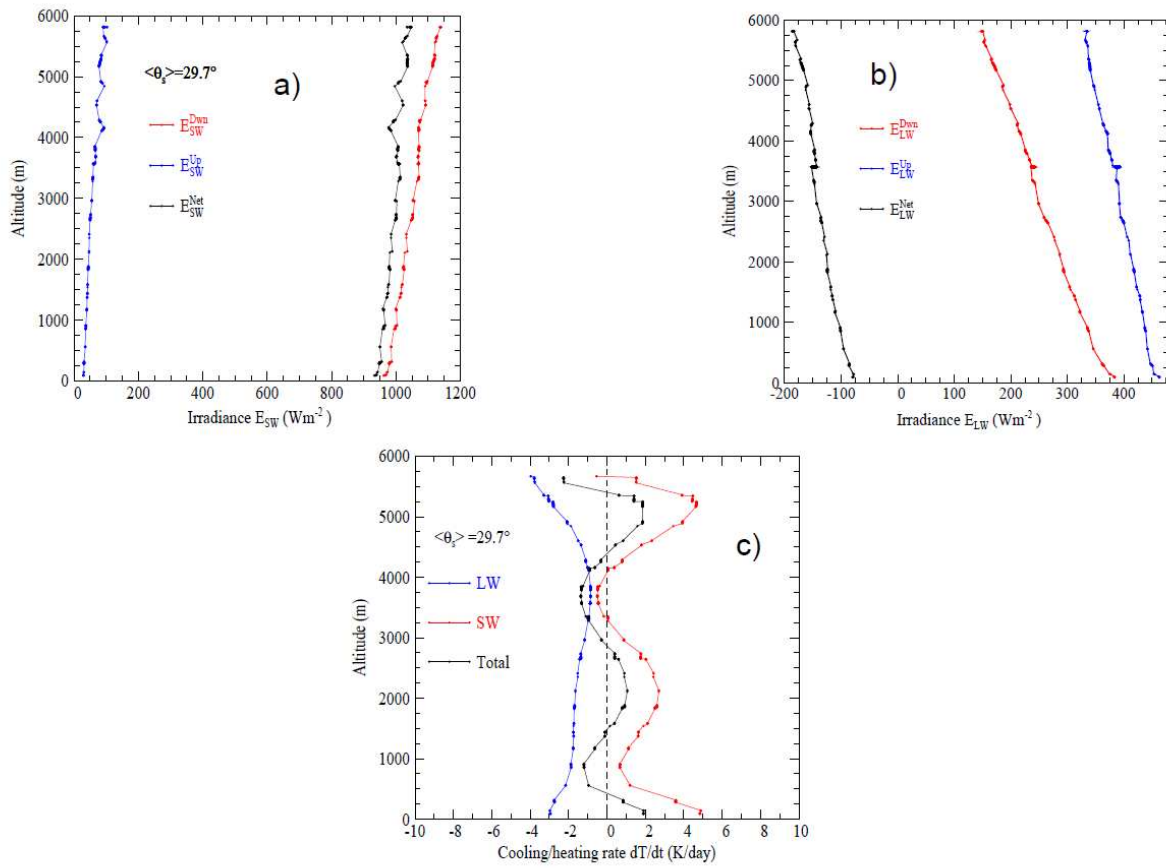 6000
5000
4000
3000
2000
1000
0
Altitude (m)
<θs>=29.7°
a)
E_SW^Dwn
E_SW^Up
E_SW^Net
0 200 400 600 800 1000 1200
Irradiance E_SW (Wm⁻²)
6000
5000
4000
3000
2000
1000
0
Altitude (m)
b)
E_LW^Dwn
E_LW^Up
E_LW^Net
-200 -100 0 100 200 300 400
Irradiance E_LW (Wm⁻²)
6000
5000
4000
3000
2000
1000
0
Altitude (m)
<θs> =29.7°
c)
LW
SW
Total
-10 -8 -6 -4 -2 0 2 4 6 8 10
Cooling/heating rate dT/dt (K/day)